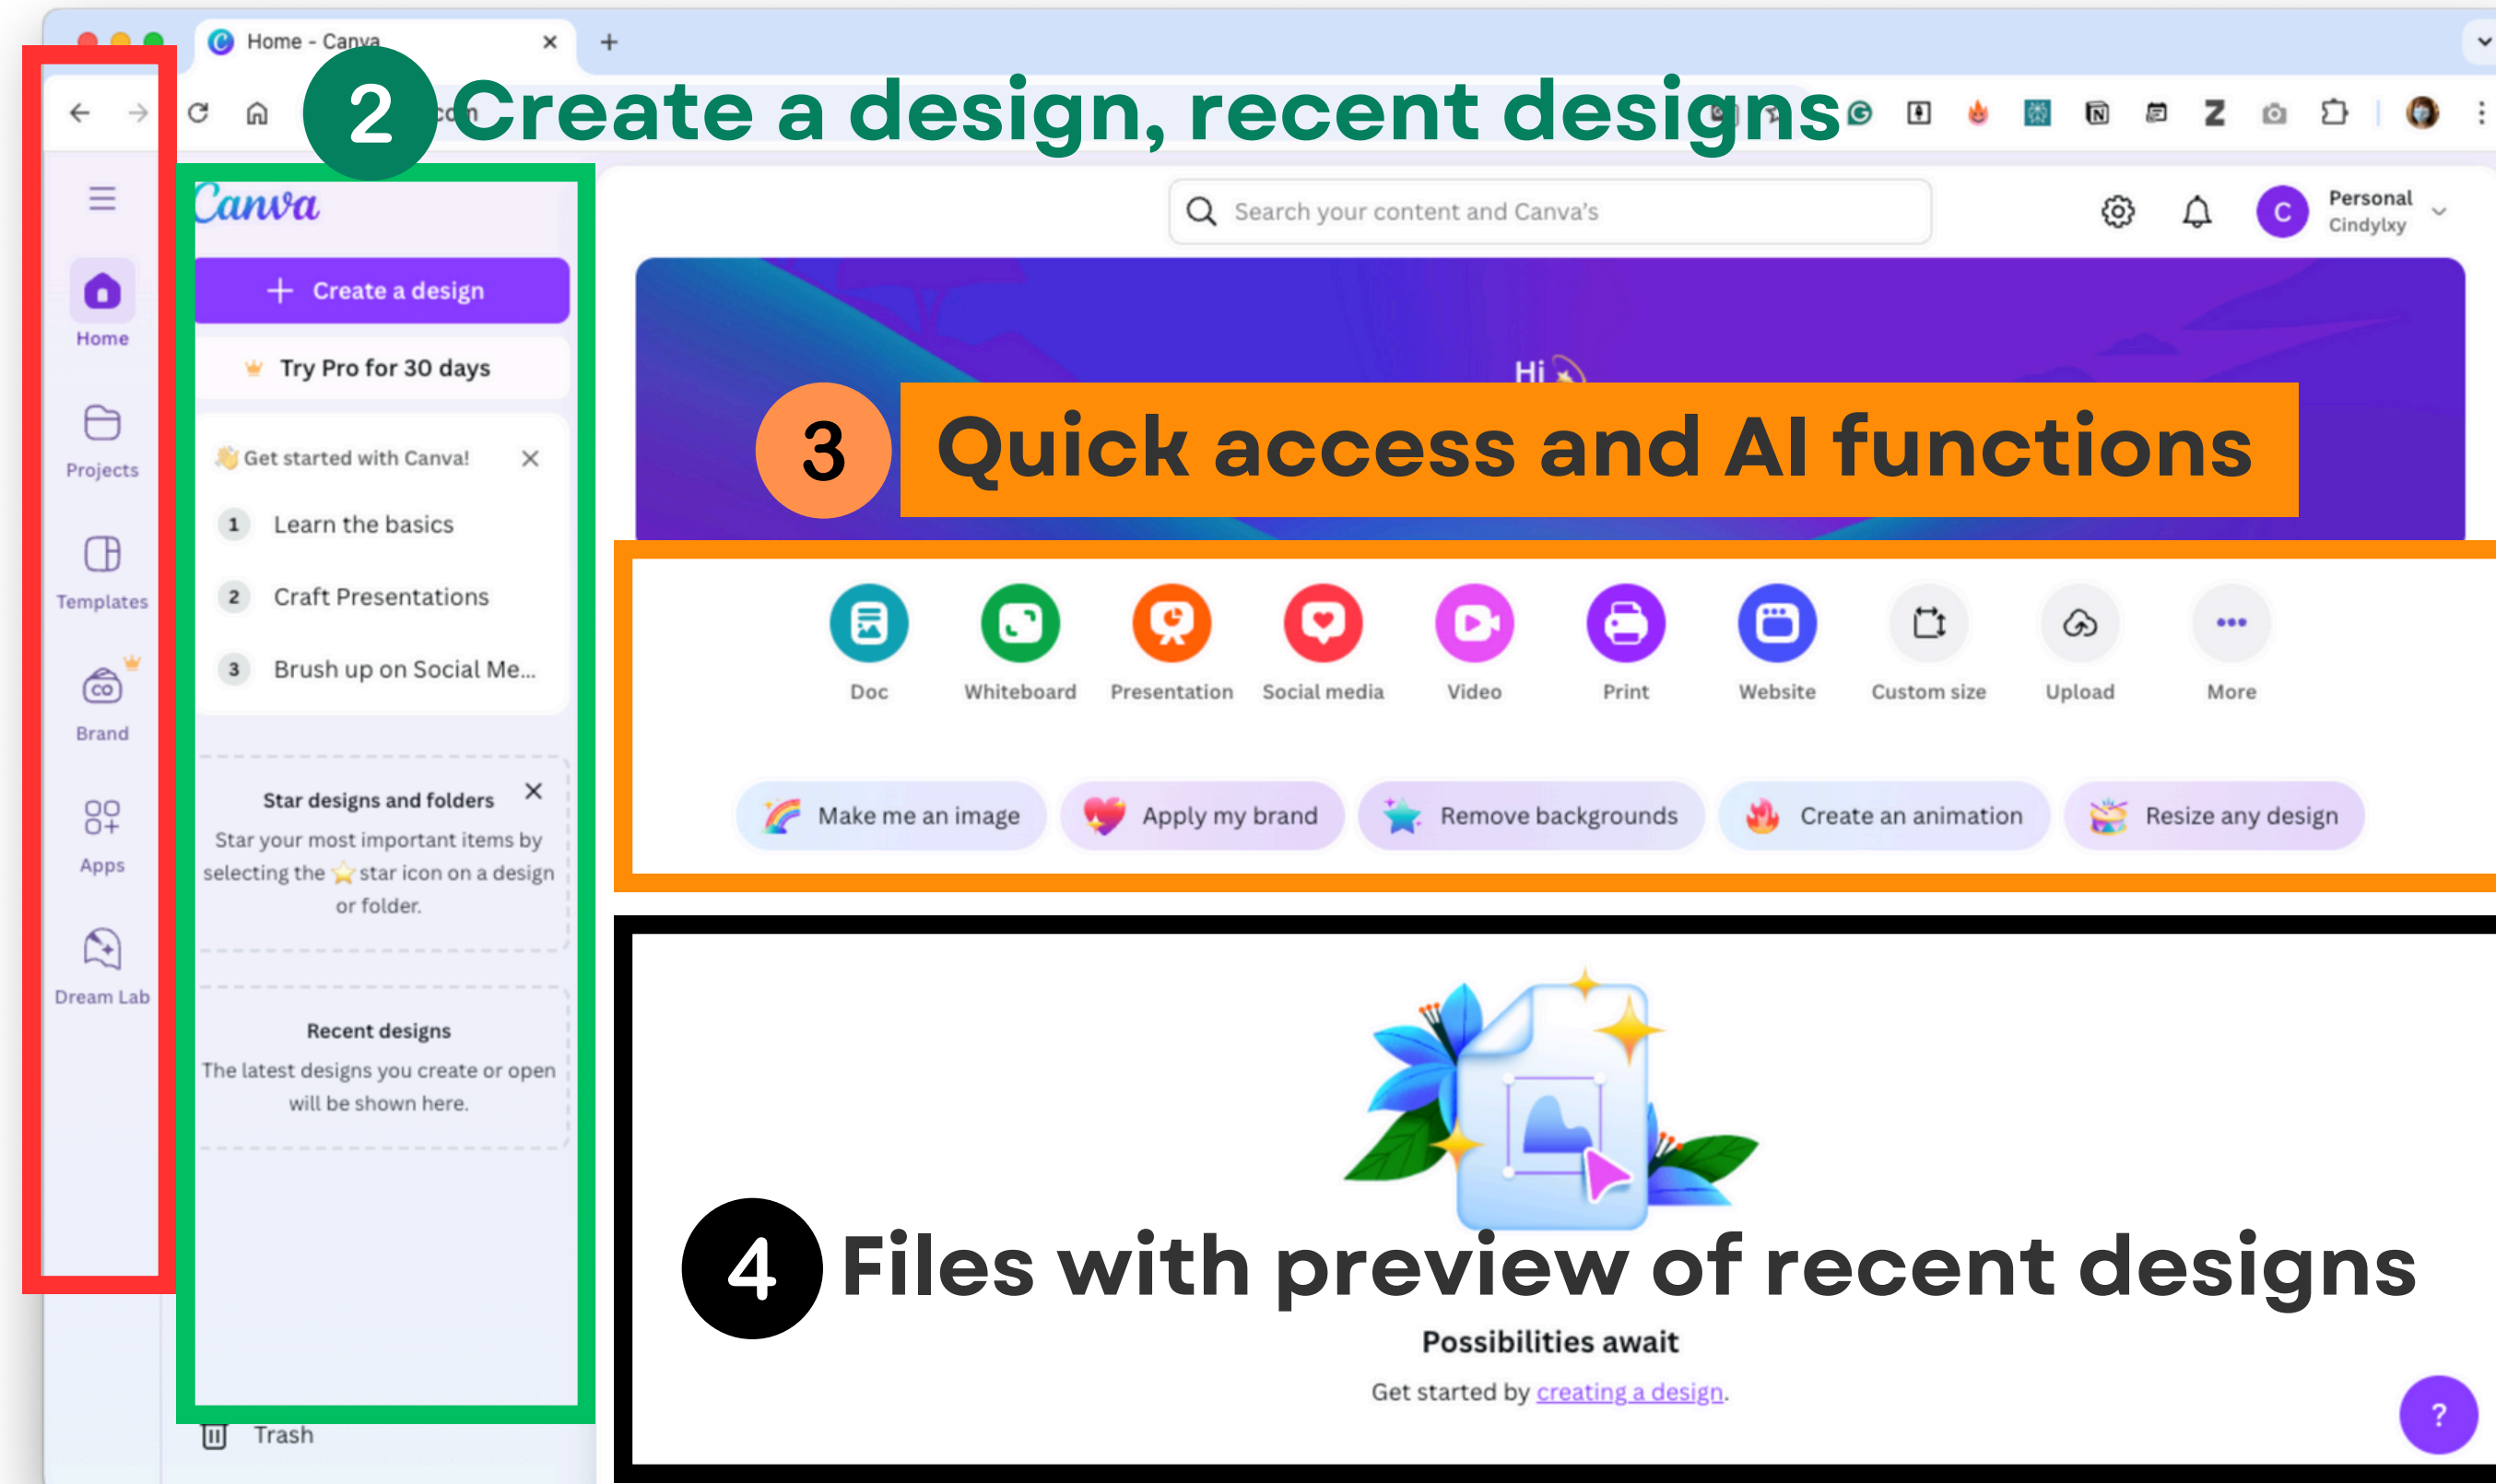 Home - Canva
2 Create a design, recent designs
Canva
Search your content and Canva's
C
Personal
Cindylxy
Home
Projects
Templates
CO
Brand
Apps
Dream Lab
+ Create a design
Try Pro for 30 days
Get started with Canva!
1 Learn the basics
2 Craft Presentations
3 Brush up on Social Me...
Star designs and folders
Star your most important items by
selecting the ⭐ star icon on a design
or folder.
Recent designs
The latest designs you create or open
will be shown here.
Trash
Hi
3 Quick access and AI functions
Doc Whiteboard Presentation Social media Video Print Website Custom size Upload More
Make me an image Apply my brand Remove backgrounds Create an animation Resize any design
4 Files with preview of recent designs
Possibilities await
Get started by creating a design.
?